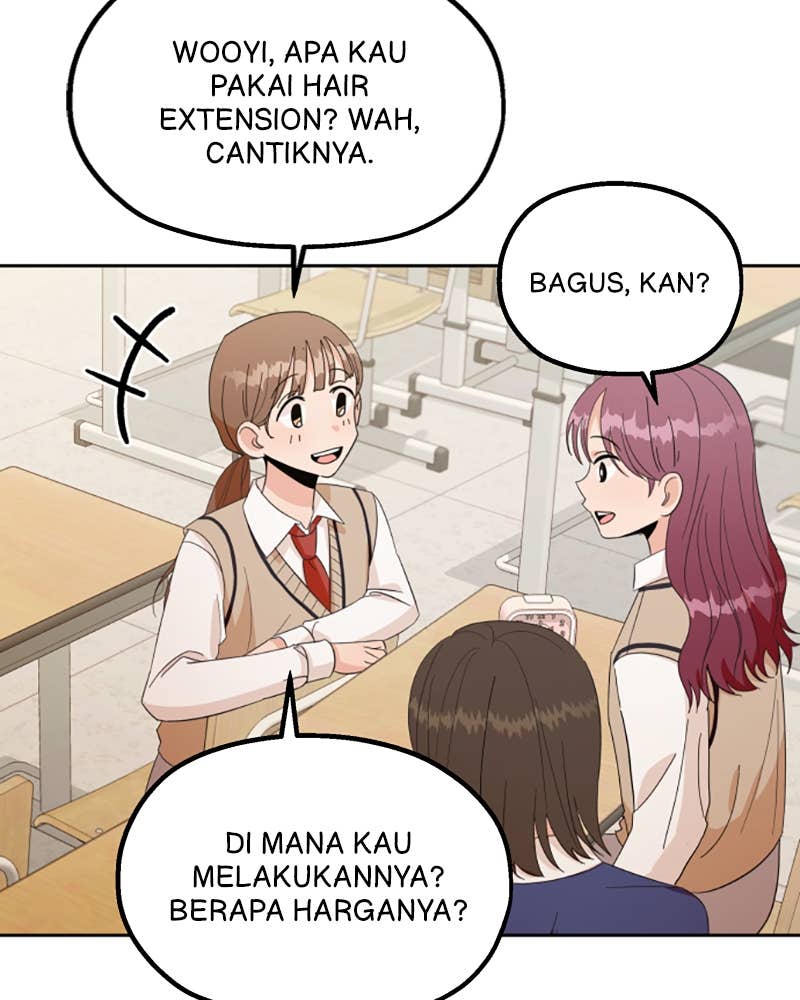 WOOYI, APA KAU
PAKAI HAIR
EXTENSION? WAH,
CANTIKNYA.
BAGUS, KAN?
DI MANA KAU
MELAKUKANNYA?
BERAPA HARGANYA?